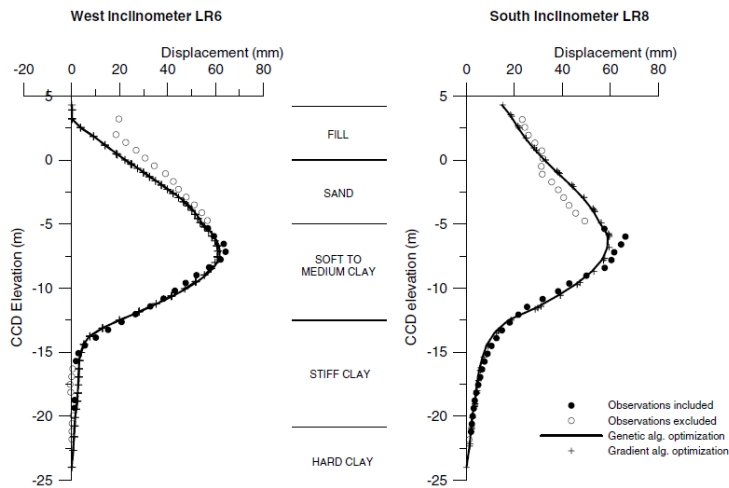 West Inclinometer LR6
South Inclinometer LR8
Displacement (mm)
-20 0 20 40 60 80
Displacement (mm)
0 20 40 60 80
5
0
-5
-10
-15
-20
-25
CCD Elevation (m)
FILL
SAND
SOFT TO
MEDIUM CLAY
STIFF CLAY
HARD CLAY
5
0
-5
-10
-15
-20
-25
CCD elevation (m)
Observations included
Observations excluded
Genetic alg. optimization
Gradient alg. optimization